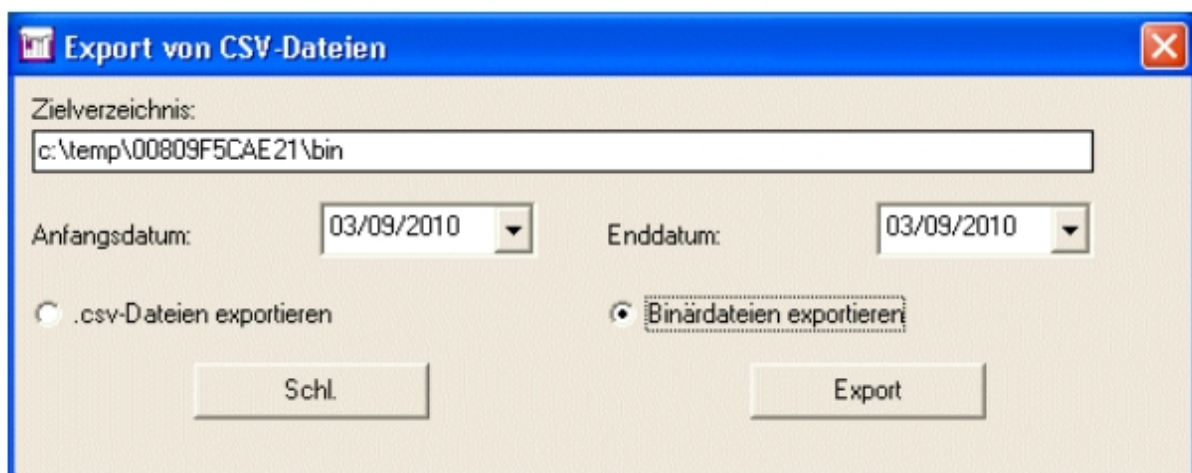 Export von CSV-Dateien
Zielverzeichnis:
c:\temp\00809F5CAE21\bin
Anfangsdatum: 03/09/2010 Enddatum: 03/09/2010
.csv-Dateien exportieren Binärdateien exportieren
Schl. Export